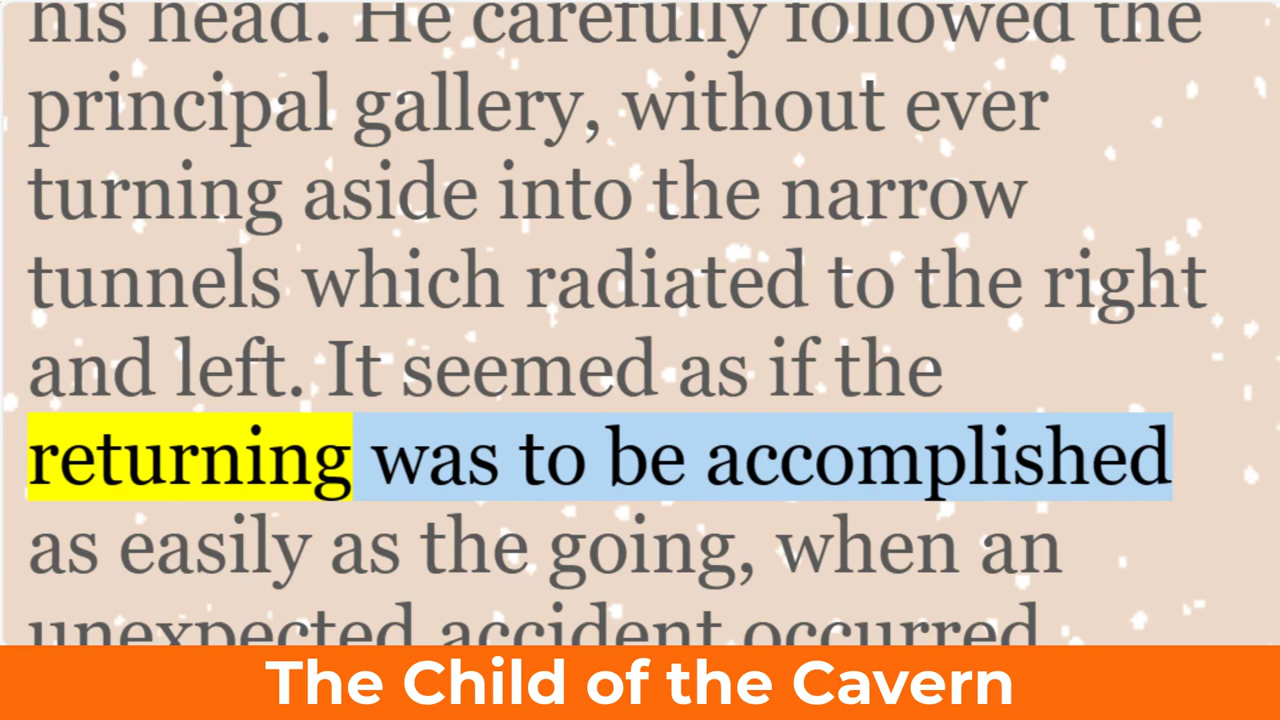 his head. He carefully followed the
principal gallery, without ever
turning aside into the narrow
tunnels which radiated to the right
and left. It seemed as if the
returning was to be accomplished
as easily as the going, when an
unexpected accident occurred
The Child of the Cavern